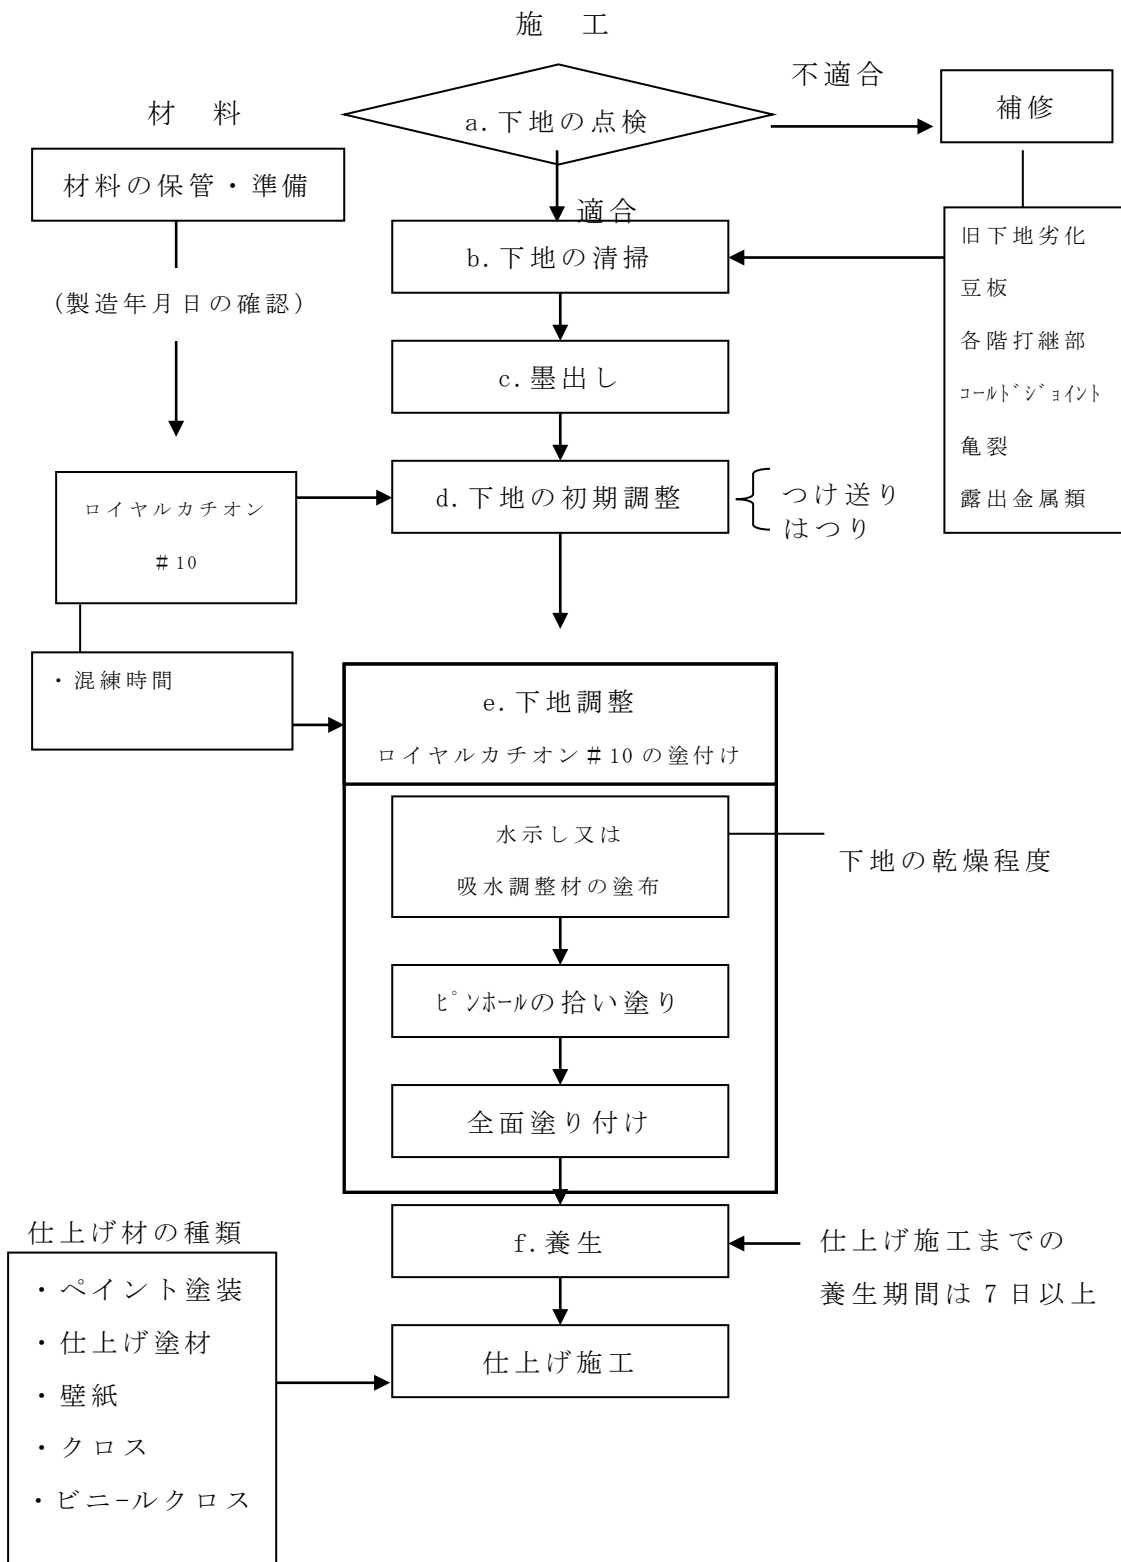 施　工
不適合
材　料
a.下地の点検
補修
材料の保管・準備
適合
b.下地の清掃
旧下地劣化
豆板
各階打継部
ｺｰﾙﾄﾞｼﾞｮｲﾝﾄ
亀裂
露出金属類
(製造年月日の確認)
c.墨出し
ロイヤルカチオン
＃10
d.下地の初期調整
つけ送り
はつり
・混練時間
e.下地調整
ロイヤルカチオン＃10の塗付け
水示し又は
吸水調整材の塗布
下地の乾燥程度
ﾋﾟﾝﾎｰﾙの拾い塗り
全面塗り付け
f.養生
仕上げ施工までの
養生期間は７日以上
仕上げ材の種類
・ペイント塗装
・仕上げ塗材
・壁紙
・クロス
・ビニ-ルクロス
仕上げ施工